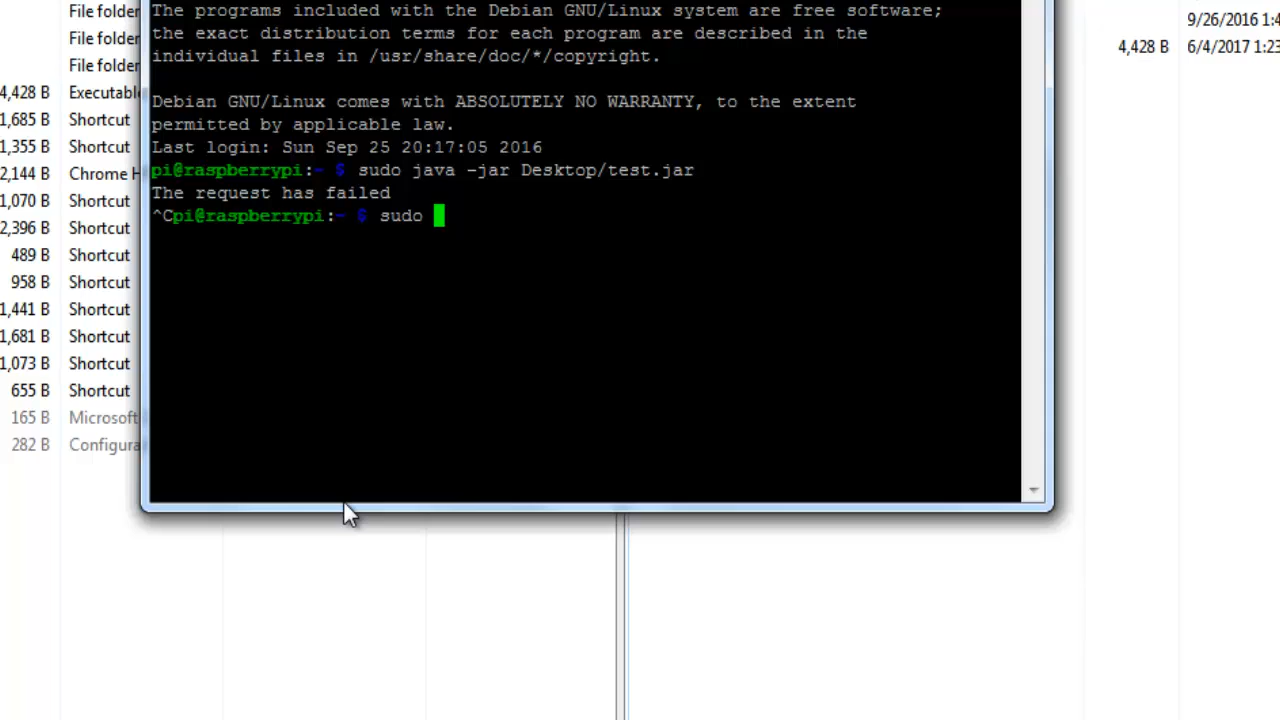 File folder
File folder
File folder
4,428 B Executable
1,685 B Shortcut
1,355 B Shortcut
2,144 B Chrome H
1,070 B Shortcut
2,396 B Shortcut
489 B Shortcut
958 B Shortcut
1,441 B Shortcut
1,681 B Shortcut
1,073 B Shortcut
655 B Shortcut
165 B Microsoft
282 B Configura
The programs included with the Debian GNU/Linux system are free software;
the exact distribution terms for each program are described in the
individual files in /usr/share/doc/*/copyright.
Debian GNU/Linux comes with ABSOLUTELY NO WARRANTY, to the extent
permitted by applicable law.
Last login: Sun Sep 25 20:17:05 2016
pi@raspberrypi:~ $ sudo java -jar Desktop/test.jar
The request has failed
^Cpi@raspberrypi:~ $ sudo
9/26/2016 1:4
4,428 B 6/4/2017 1:23